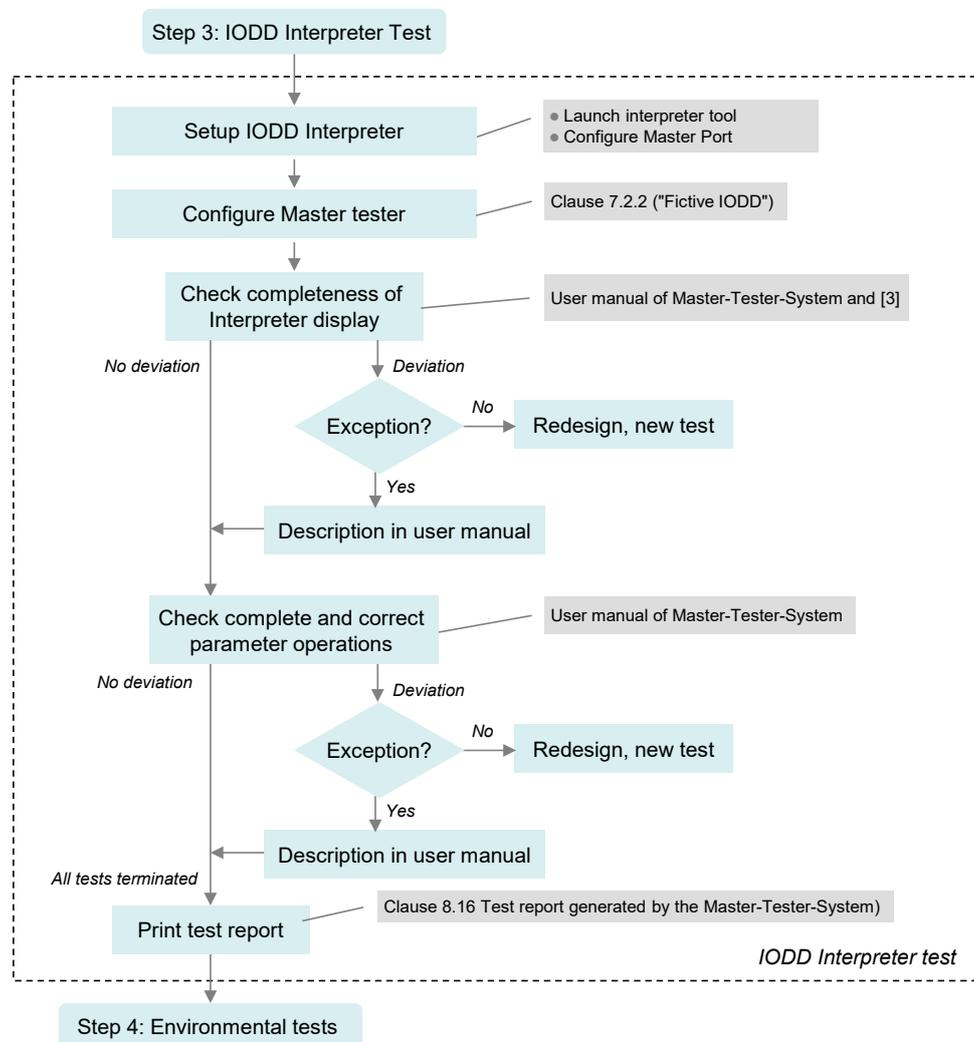 Step 3: IODD Interpreter Test
Setup IODD Interpreter
● Launch interpreter tool
● Configure Master Port
Configure Master tester
Clause 7.2.2 ("Fictive IODD")
Check completeness of
Interpreter display
User manual of Master-Tester-System and [3]
No deviation
Deviation
Exception?
No
Redesign, new test
Yes
Description in user manual
Check complete and correct
parameter operations
User manual of Master-Tester-System
No deviation
Deviation
Exception?
No
Redesign, new test
Yes
Description in user manual
All tests terminated
Clause 8.16 Test report generated by the Master-Tester-System)
Print test report
IODD Interpreter test
Step 4: Environmental tests